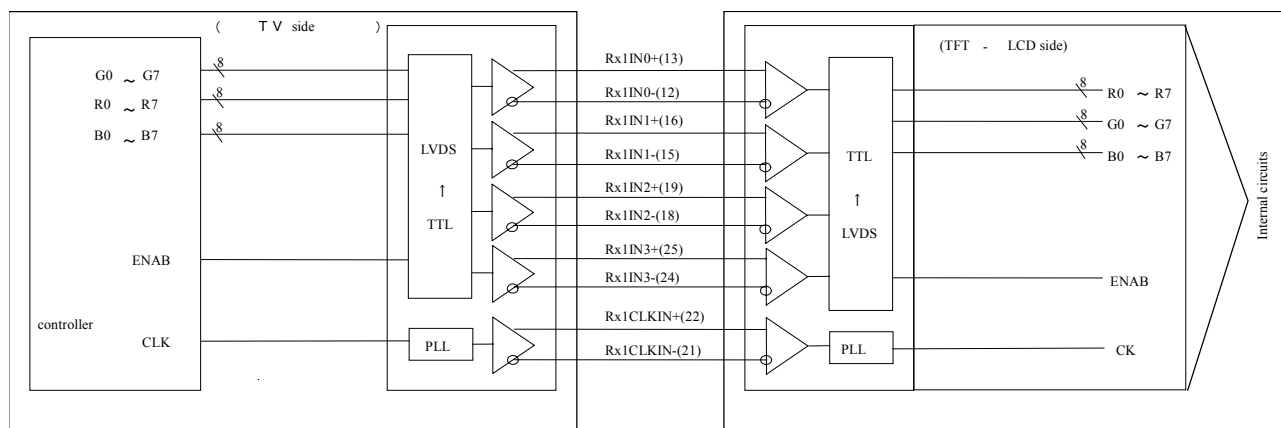 ( TV side )
G0 ~ G7
8
R0 ~ R7
8
B0 ~ B7
8
ENAB
controller
CLK
LVDS
↑
TTL
PLL
Rx1IN0+(13)
Rx1IN0-(12)
Rx1IN1+(16)
Rx1IN1-(15)
Rx1IN2+(19)
Rx1IN2-(18)
Rx1IN3+(25)
Rx1IN3-(24)
Rx1CLKIN+(22)
Rx1CLKIN-(21)
TTL
↑
LVDS
PLL
(TFT - LCD side)
8
R0 ~ R7
8
G0 ~ G7
8
B0 ~ B7
ENAB
CK
Internal circuits